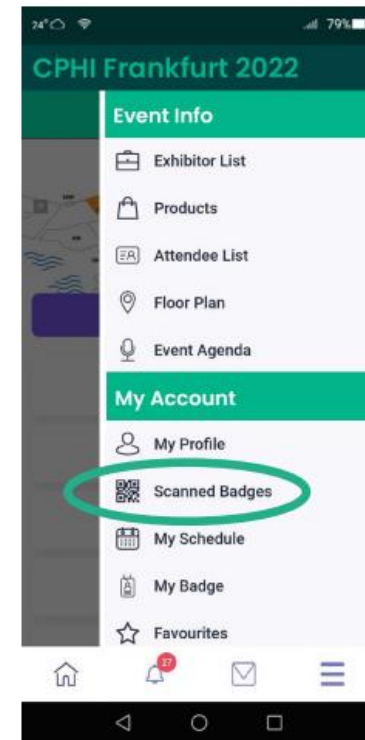 24°
79%
CPHI Frankfurt 2022
Event Info
Exhibitor List
Products
Attendee List
Floor Plan
Event Agenda
My Account
My Profile
Scanned Badges
My Schedule
My Badge
Favourites
27